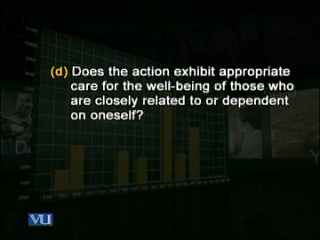 (d) Does the action exhibit appropriate
care for the well-being of those who
are closely related to or dependent
on oneself?
VU